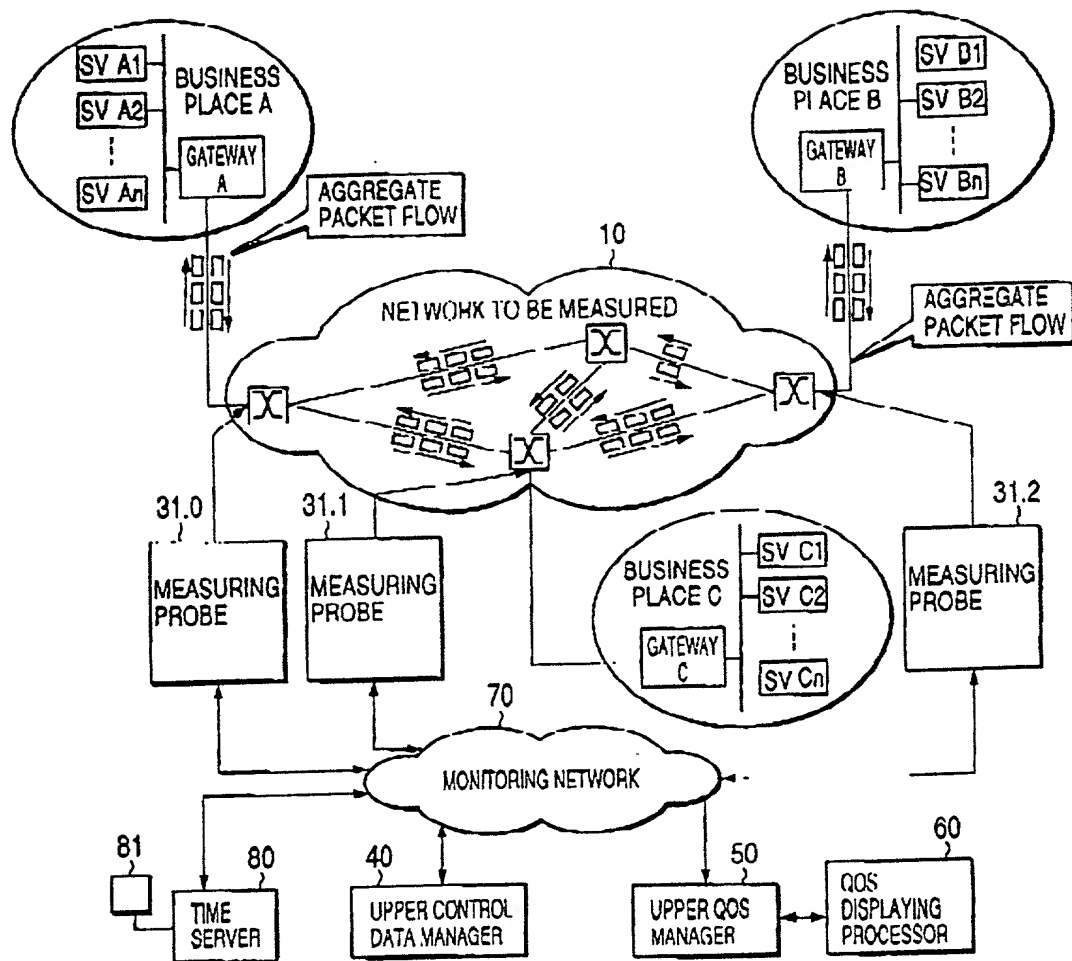 SV A1
SV A2
SV An
BUSINESS
PLACE A
GATEWAY
A
AGGREGATE
PACKET FLOW
BUSINESS
PLACE B
GATEWAY
B
SV B1
SV B2
SV Bn
AGGREGATE
PACKET FLOW
10
NETWORK TO BE MEASURED
31.0
MEASURING
PROBE
31.1
MEASURING
PROBE
BUSINESS
PLACE C
GATEWAY
C
SV C1
SV C2
SV Cn
31.2
MEASURING
PROBE
70
MONITORING NETWORK
81
80
TIME
SERVER
40
UPPER CONTROL
DATA MANAGER
50
UPPER QOS
MANAGER
60
QOS
DISPLAYING
PROCESSOR